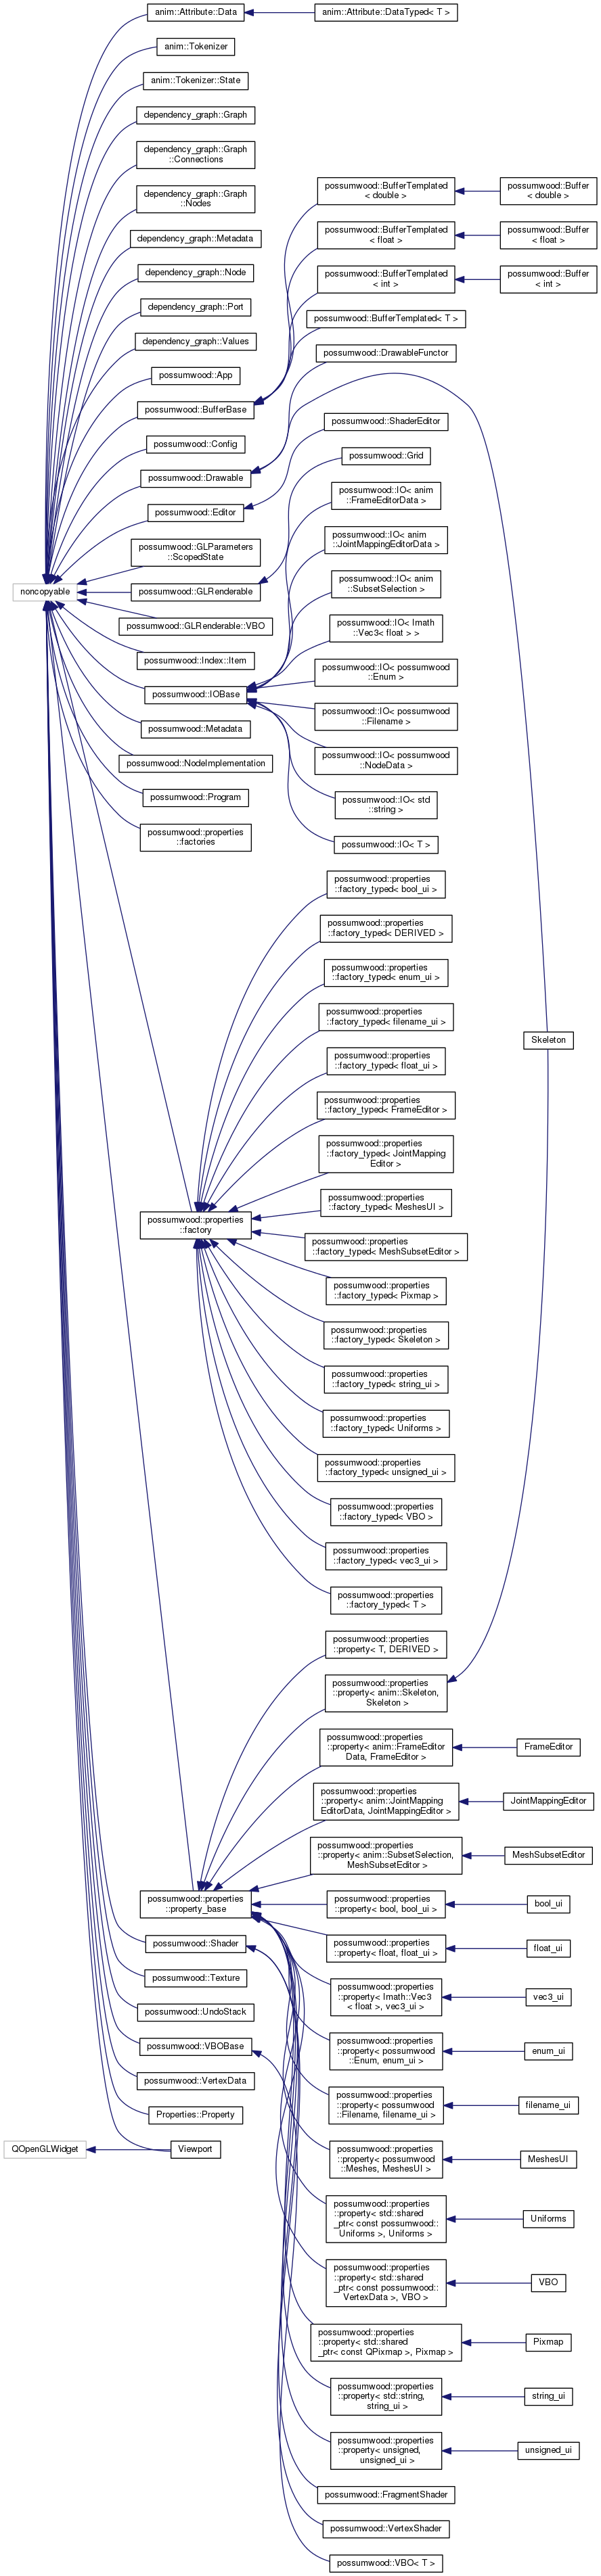 anim::Attribute::Data
anim::Attribute::DataTyped< T >
anim::Tokenizer
anim::Tokenizer::State
dependency_graph::Graph
dependency_graph::Graph
::Connections
dependency_graph::Graph
::Nodes
dependency_graph::Metadata
dependency_graph::Node
dependency_graph::Port
dependency_graph::Values
possumwood::App
possumwood::BufferBase
possumwood::Config
possumwood::Drawable
possumwood::Editor
possumwood::GLParameters
::ScopedState
noncopyable
possumwood::GLRenderable
possumwood::GLRenderable::VBO
possumwood::Index::Item
possumwood::IOBase
possumwood::Metadata
possumwood::NodeImplementation
possumwood::Program
possumwood::properties
::factories
possumwood::BufferTemplated
< double >
possumwood::Buffer
< double >
possumwood::BufferTemplated
< float >
possumwood::Buffer
< float >
possumwood::BufferTemplated
< int >
possumwood::Buffer
< int >
possumwood::BufferTemplated< T >
possumwood::DrawableFunctor
possumwood::ShaderEditor
possumwood::Grid
possumwood::IO< anim
::FrameEditorData >
possumwood::IO< anim
::JointMappingEditorData >
possumwood::IO< anim
::SubsetSelection >
possumwood::IO< Imath
::Vec3< float > >
possumwood::IO< possumwood
::Enum >
possumwood::IO< possumwood
::Filename >
possumwood::IO< possumwood
::NodeData >
possumwood::IO< std
::string >
possumwood::IO< T >
possumwood::properties
::factory_typed< bool_ui >
possumwood::properties
::factory_typed< DERIVED >
possumwood::properties
::factory_typed< enum_ui >
possumwood::properties
::factory_typed< filename_ui >
Skeleton
possumwood::properties
::factory_typed< float_ui >
possumwood::properties
::factory_typed< FrameEditor >
possumwood::properties
::factory_typed< JointMapping
Editor >
possumwood::properties
::factory_typed< MeshesUI >
possumwood::properties
::factory
possumwood::properties
::factory_typed< MeshSubsetEditor >
possumwood::properties
::factory_typed< Pixmap >
possumwood::properties
::factory_typed< Skeleton >
possumwood::properties
::factory_typed< string_ui >
possumwood::properties
::factory_typed< Uniforms >
possumwood::properties
::factory_typed< unsigned_ui >
possumwood::properties
::factory_typed< VBO >
possumwood::properties
::factory_typed< vec3_ui >
possumwood::properties
::factory_typed< T >
possumwood::properties
::property< T, DERIVED >
possumwood::properties
::property< anim::Skeleton,
Skeleton >
possumwood::properties
::property< anim::FrameEditor
Data, FrameEditor >
FrameEditor
possumwood::properties
::property< anim::JointMapping
EditorData, JointMappingEditor >
JointMappingEditor
possumwood::properties
::property< anim::SubsetSelection,
MeshSubsetEditor >
MeshSubsetEditor
possumwood::properties
::property_base
possumwood::properties
::property< bool, bool_ui >
bool_ui
possumwood::properties
::property< float, float_ui >
float_ui
possumwood::Shader
possumwood::Texture
possumwood::UndoStack
possumwood::VBOBase
possumwood::VertexData
Properties::Property
QOpenGLWidget
Viewport
possumwood::properties
::property< Imath::Vec3
< float >, vec3_ui >
vec3_ui
possumwood::properties
::property< possumwood
::Enum, enum_ui >
enum_ui
possumwood::properties
::property< possumwood
::Filename, filename_ui >
filename_ui
possumwood::properties
::property< possumwood
::Meshes, MeshesUI >
MeshesUI
possumwood::properties
::property< std::shared
_ptr< const possumwood::
Uniforms >, Uniforms >
Uniforms
possumwood::properties
::property< std::shared
_ptr< const possumwood::
VertexData >, VBO >
VBO
possumwood::properties
::property< std::shared
_ptr< const QPixmap >, Pixmap >
Pixmap
possumwood::properties
::property< std::string,
string_ui >
string_ui
possumwood::properties
::property< unsigned,
unsigned_ui >
unsigned_ui
possumwood::FragmentShader
possumwood::VertexShader
possumwood::VBO< T >